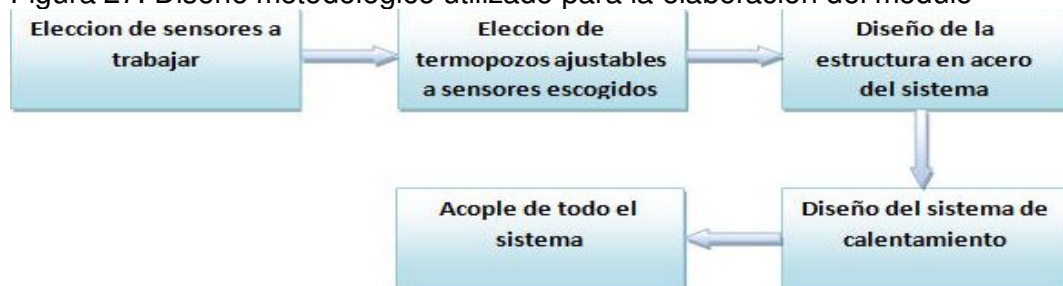 Figura 27. Diseño metodológico utilizado para la elaboración del módulo
Eleccion de sensores a
trabajar
Eleccion de
termopozos ajustables
a sensores escogidos
Diseño de la
estructura en acero
del sistema
Diseño del sistema de
calentamiento
Acople de todo el
sistema